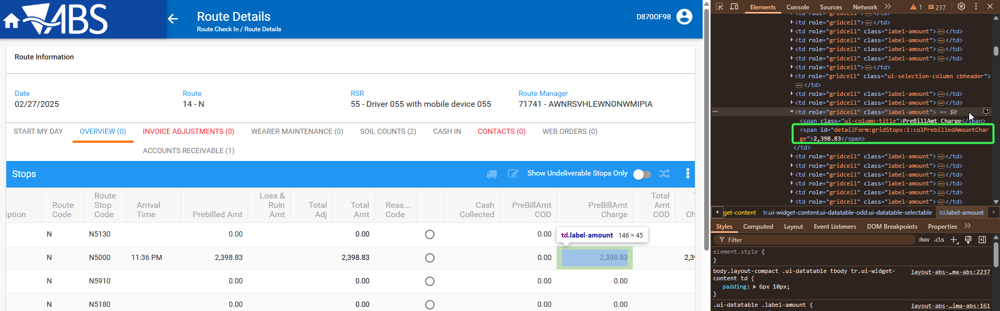 ABS
Route Details
Route Check In / Route Details
D870OF98
Route Information
Date
02/27/2025
Route
14 - N
RSR
55 - Driver 055 with mobile device 055
Route Manager
71741 - AWNRSVHLEWNONWMIPIA
START MY DAY
OVERVIEW (0)
INVOICE ADJUSTMENTS (0)
WEARER MAINTENANCE (0)
SOIL COUNTS (2)
CASH IN
CONTACTS (0)
WEB ORDERS (0)
ACCOUNTS RECEIVABLE (1)
Stops
Show Undeliverable Stops Only
iption
Route Code
Route Stop Code
Arrival Time
Prebilled Amt
Loss & Ruin Amt
Total Adj
Total Amt
Reas... Code
Cash Collected
PreBillAmt COD
PreBillAmt Charge
Total Amt COD
N N5130 0.00 0.00 0.00
td.label-amount 146 × 45
N N5000 11:36 PM 2,398.83 2,398.83 0.00 2,398.83 2,39
N N5910 0.00 0.00 0.00 0.00
N N5180 0.00 0.00 0.00 0.00
Elements Console Sources Network 1 217
<td role="gridcell">…</td>
<td role="gridcell" class="label-amount">…</td>
<td role="gridcell" class="label-amount">…</td>
<td role="gridcell" class="label-amount">…</td>
<td role="gridcell" class="label-amount">…</td>
<td role="gridcell">…</td>
<td role="gridcell" class="ui-selection-column cbheader">
…</td>
<td role="gridcell" class="label-amount">…</td>
<td role="gridcell" class="label-amount">…</td>
<td role="gridcell" class="label-amount"> == $0
<span class="ui-column-title">PreBillAmt Charge</span>
<span id="detailForm:gridStops:1:colPrebilledAmountChar
ge">2,398.83</span>
</td>
<td role="gridcell" class="label-amount">…</td>
<td role="gridcell" class="label-amount">…</td>
<td role="gridcell" class="label-amount">…</td>
<td role="gridcell" class="label-amount">…</td>
<td role="gridcell" class="label-amount">…</td>
<td role="gridcell" class="label-amount">…</td>
get-content tr.ui-widget-content.ui-datatable-odd.ui-datatable-selectable td.label-amount
Styles Computed Layout Event Listeners DOM Breakpoints Properties
Filter :hov .cls
element.style {
}
body.layout-compact .ui-datatable tbody tr.ui-widget- layout-abs-…ma-abs:2237
content td {
padding: 6px 10px;
}
.ui-datatable .label-amount { layout-abs-…ima-abs:161